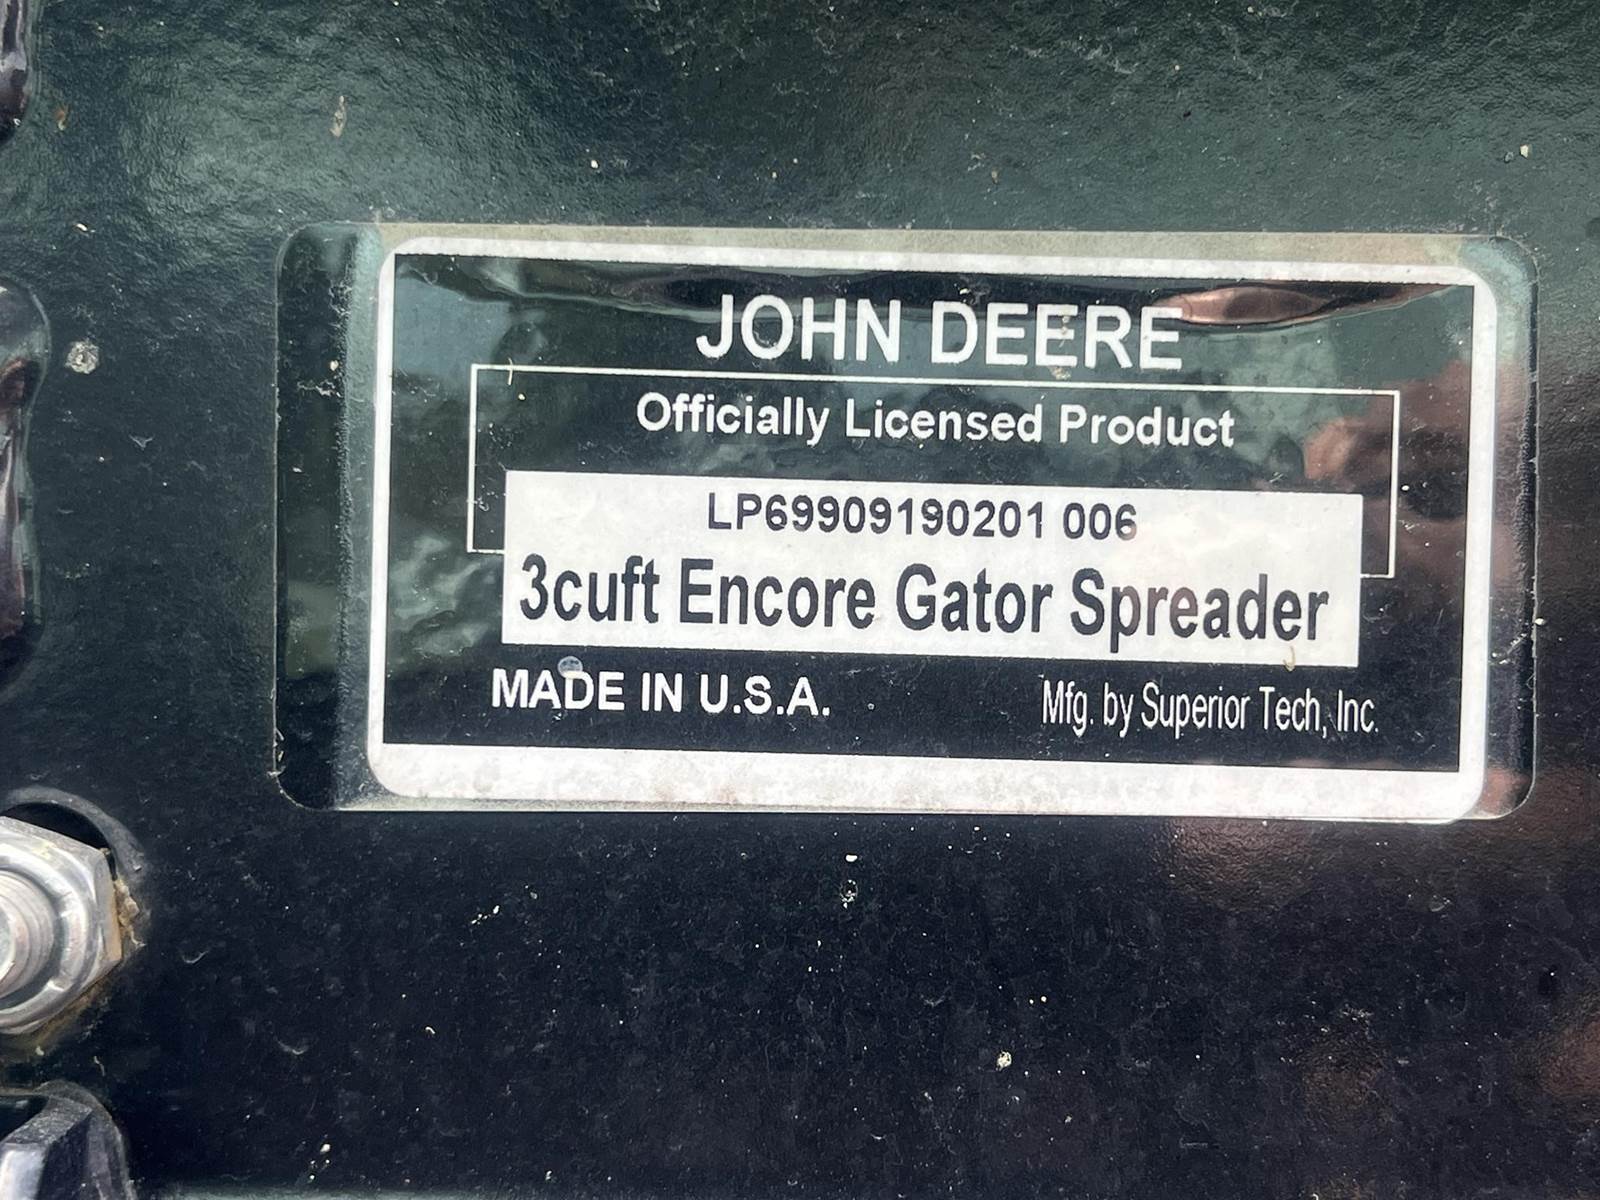 JOHN DEERE
Officially Licensed Product
LP69909190201 006
3cuft Encore Gator Spreader
MADE IN U.S.A.
Mfg. by Superior Tech, Inc.